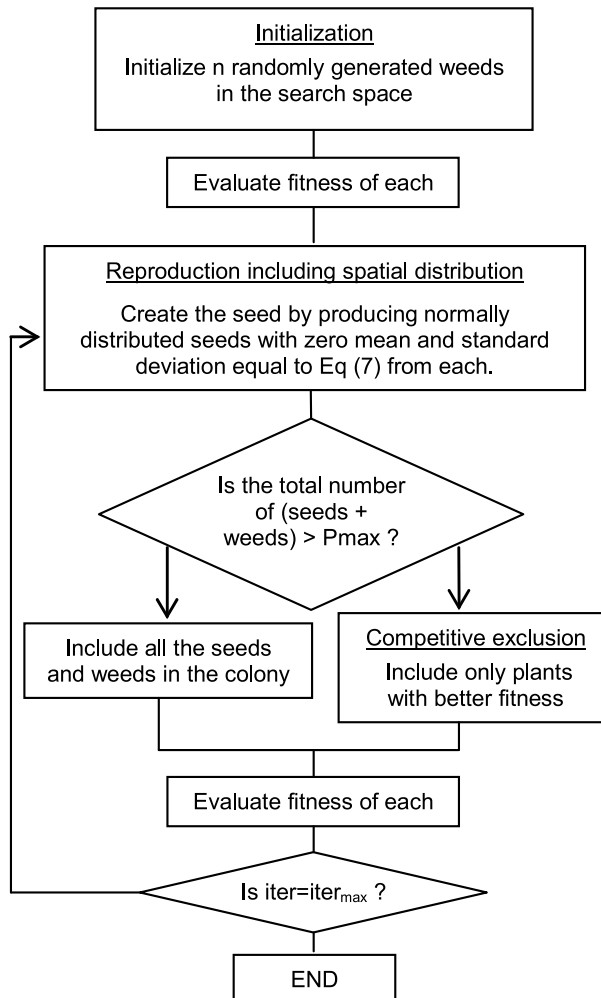 Initialization
Initialize n randomly generated weeds
in the search space
Evaluate fitness of each
Reproduction including spatial distribution
Create the seed by producing normally
distributed seeds with zero mean and standard
deviation equal to Eq (7) from each.
Is the total number
of (seeds +
weeds) > Pmax ?
Include all the seeds
and weeds in the colony
Competitive exclusion
Include only plants
with better fitness
Evaluate fitness of each
Is iter=iter_max ?
END